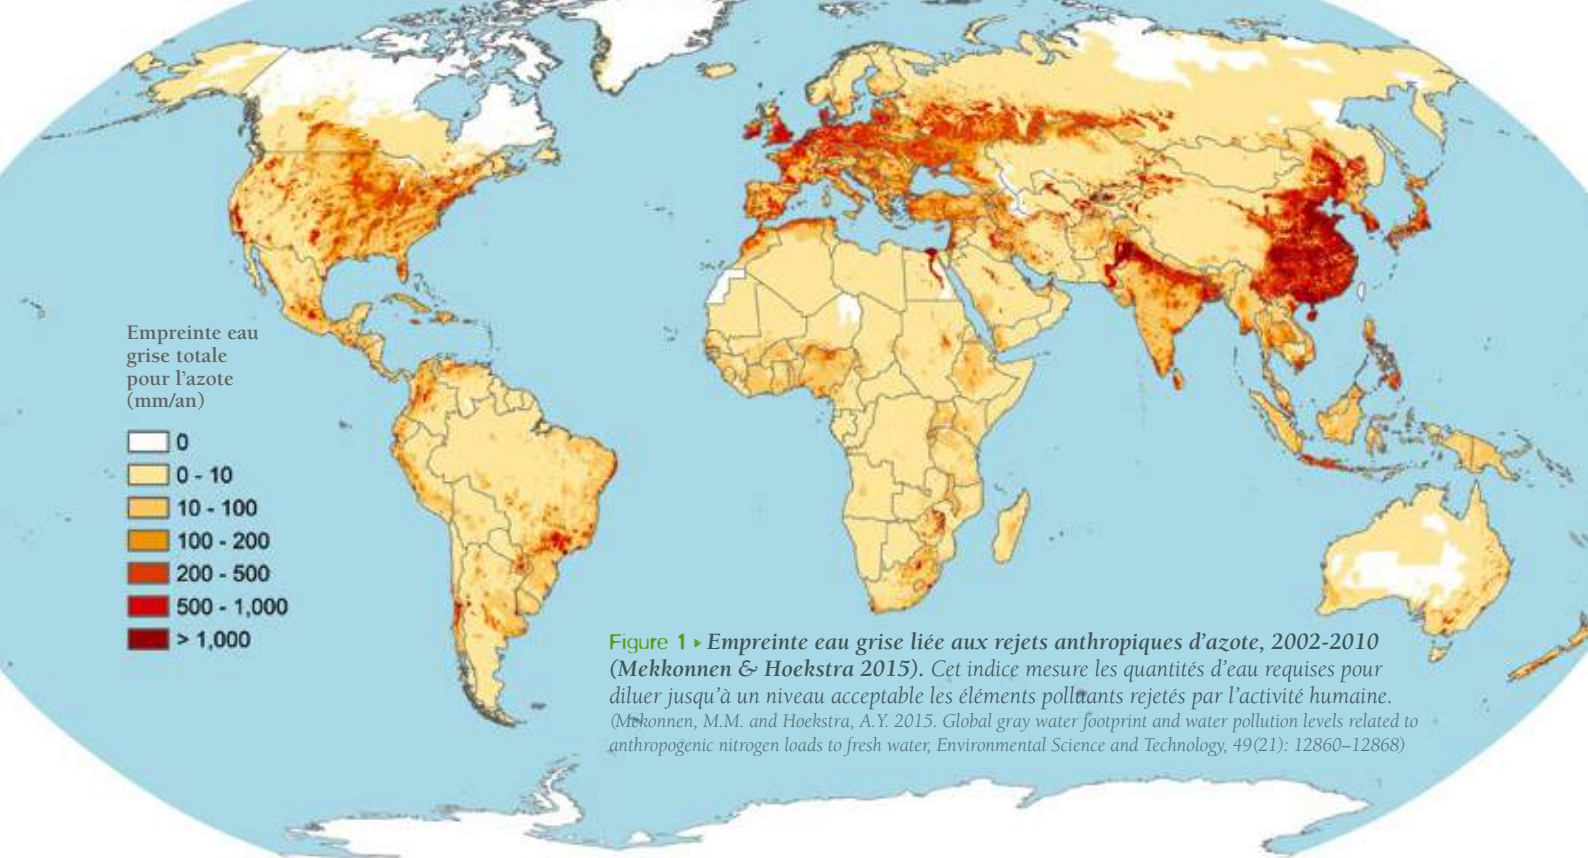 Empreinte eau
grise totale
pour l'azote
(mm/an)
0
0 - 10
10 - 100
100 - 200
200 - 500
500 - 1,000
> 1,000
Figure 1 ▸ Empreinte eau grise liée aux rejets anthropiques d'azote, 2002-2010
(Mekkonnen & Hoekstra 2015). Cet indice mesure les quantités d'eau requises pour
diluer jusqu'à un niveau acceptable les éléments polluants rejetés par l'activité humaine.
(Mekonnen, M.M. and Hoekstra, A.Y. 2015. Global gray water footprint and water pollution levels related to
anthropogenic nitrogen loads to fresh water, Environmental Science and Technology, 49(21): 12860–12868)